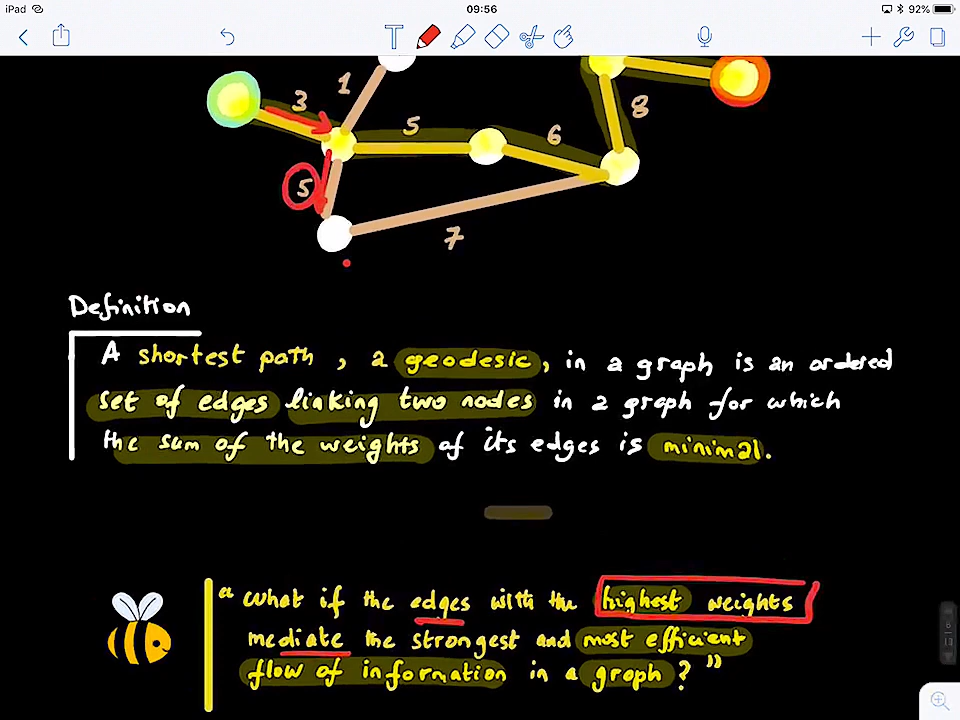 iPad 09:56 92%
T
1
3 8
5 6
5
7
Definition
A shortest path, a geodesic, in a graph is an ordered
set of edges linking two nodes in a graph for which
the sum of the weights of its edges is minimal.
"What if the edges with the highest weights
mediate the strongest and most efficient
flow of information in a graph?"